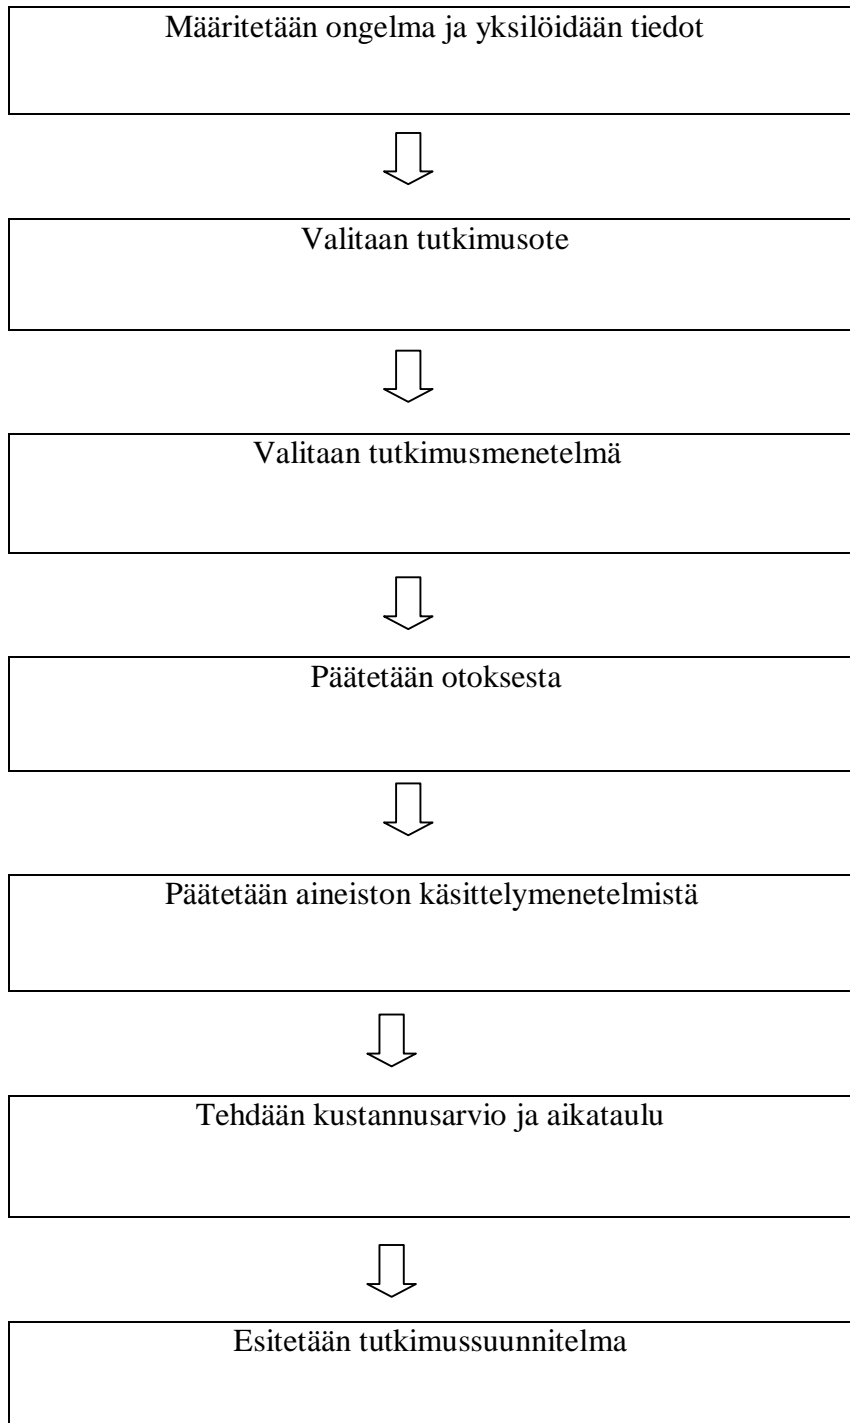 Määritetään ongelma ja yksilöidään tiedot
Valitaan tutkimusote
Valitaan tutkimusmenetelmä
Päätetään otoksesta
Päätetään aineiston käsittelymenetelmistä
Tehdään kustannusarvio ja aikataulu
Esitetään tutkimussuunnitelma